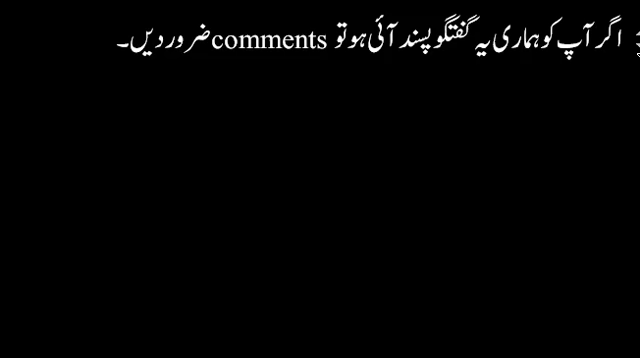 اگر آپ کو ہماری یہ گفتگو پسند آئی ہو تو comments ضرور دیں۔